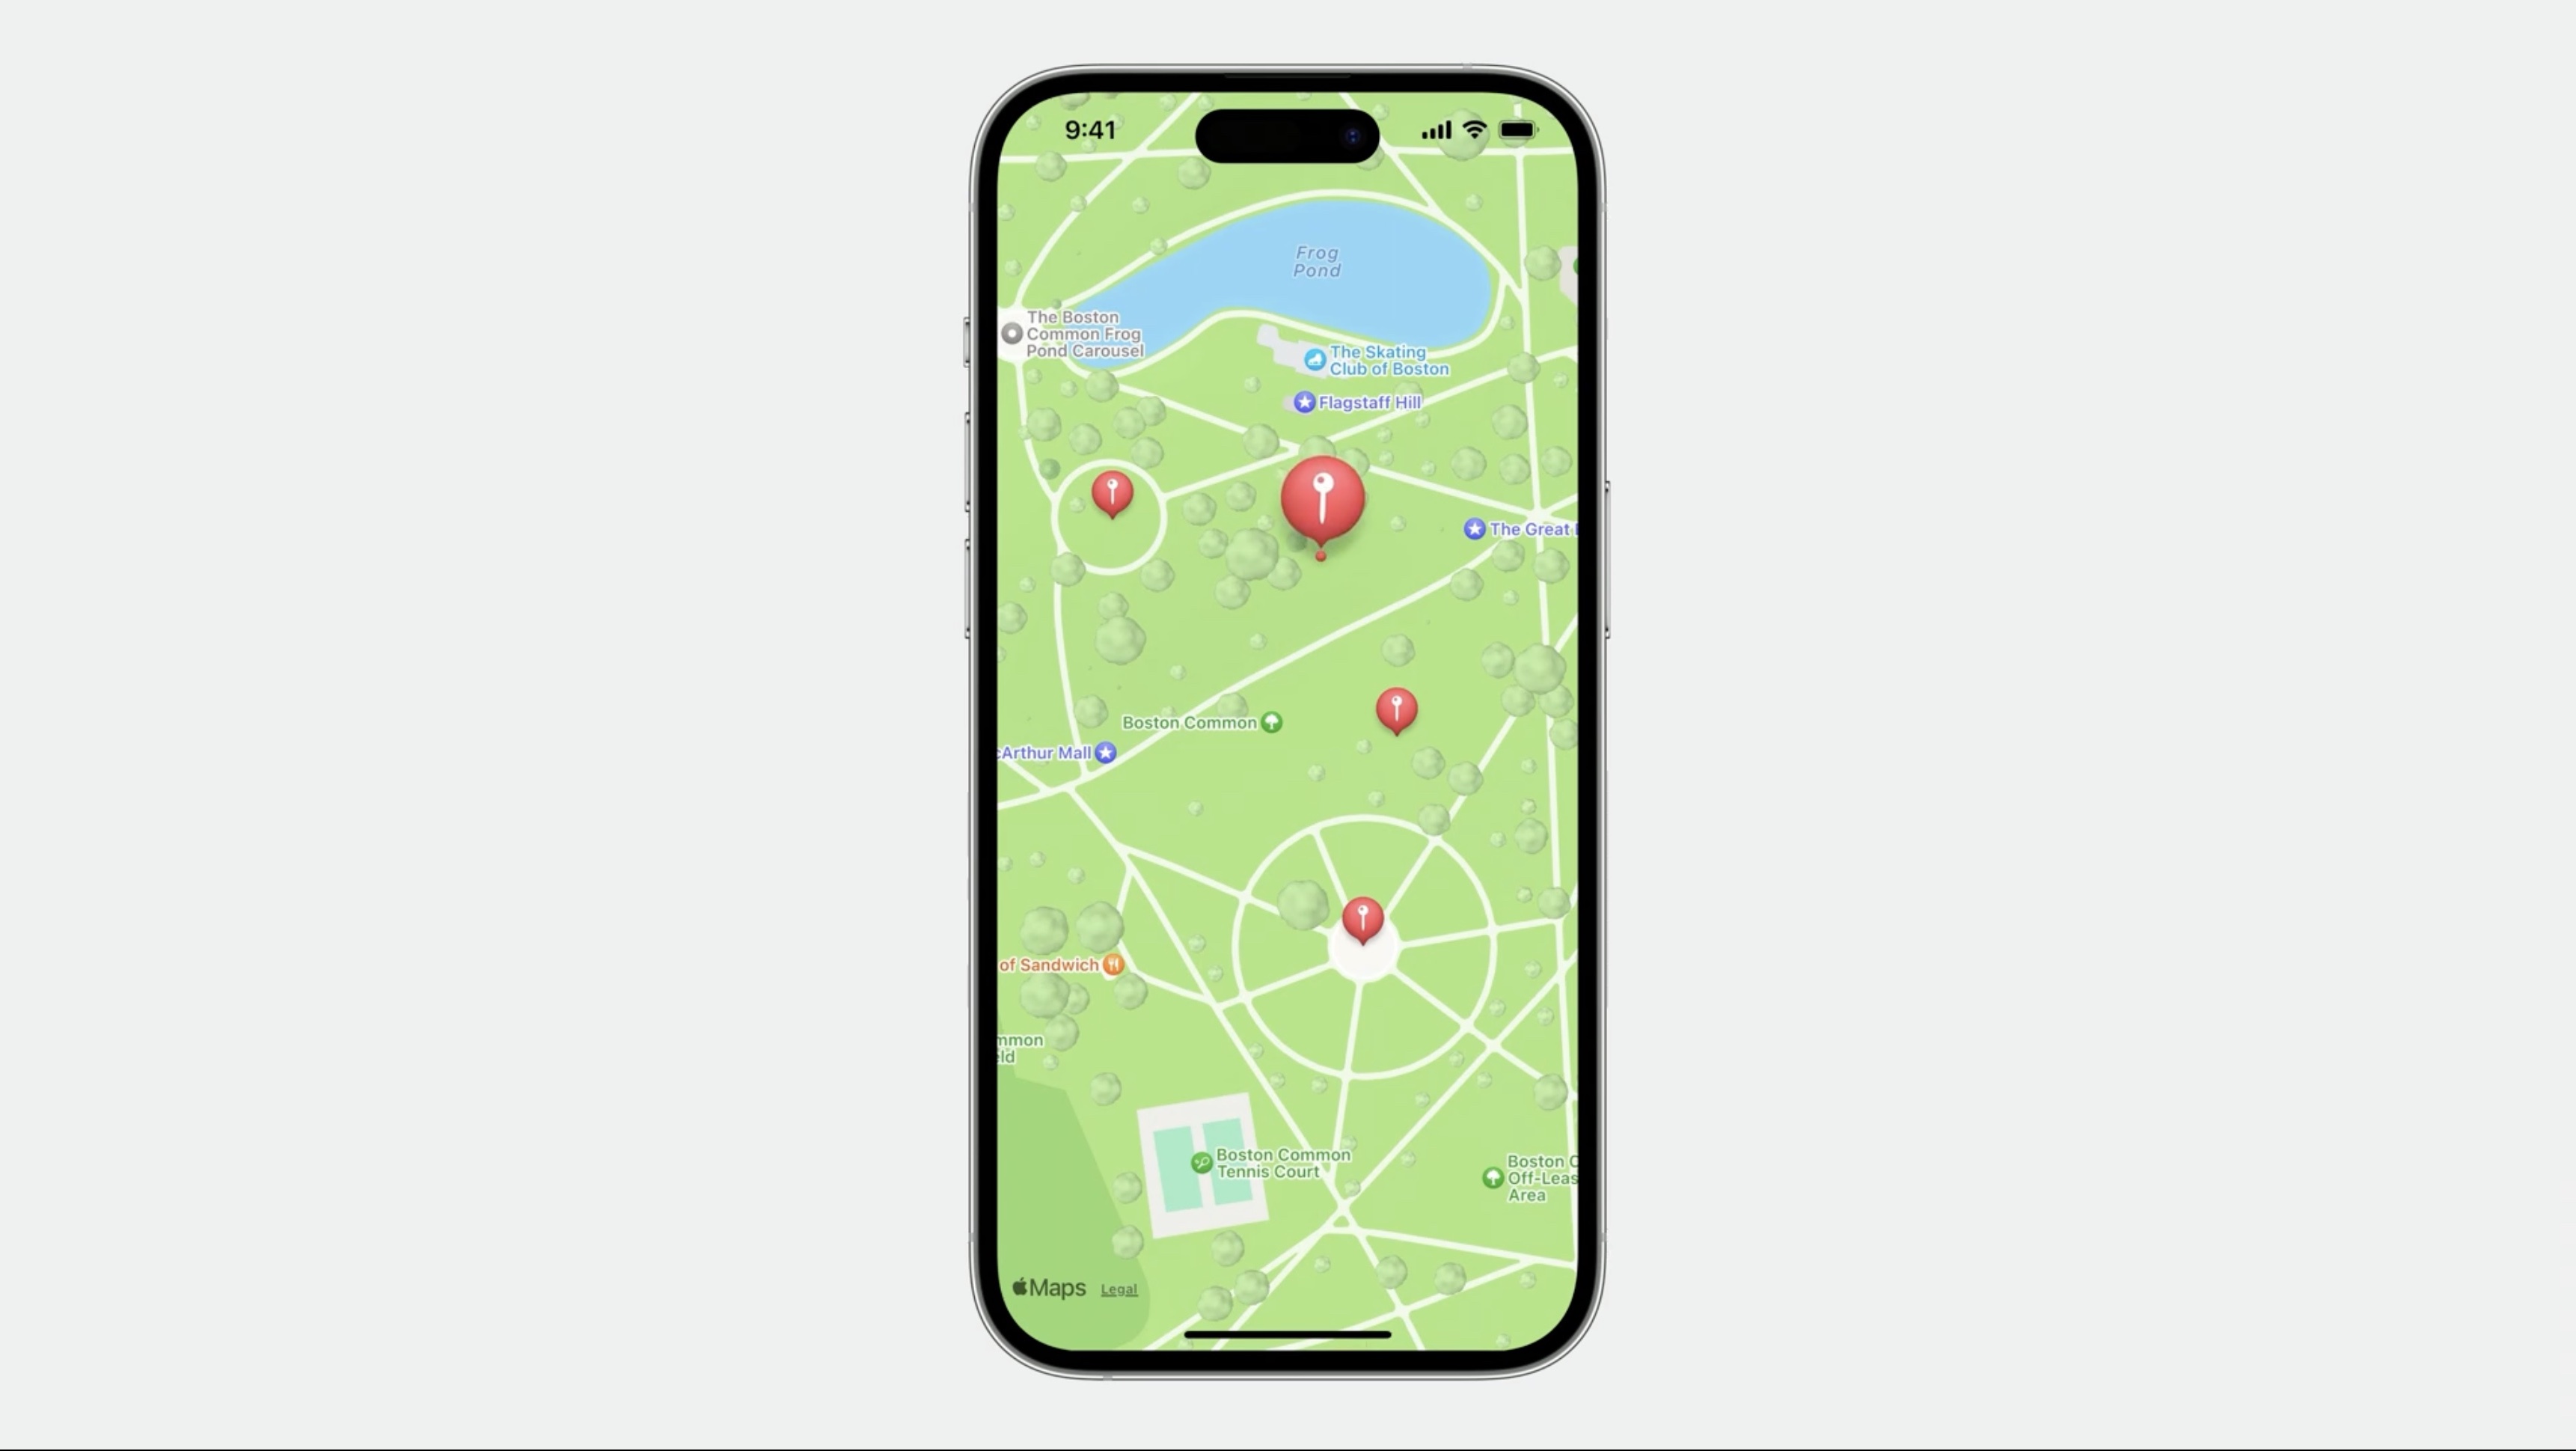 9:41
Frog
Pond
The Boston
Common Frog
Pond Carousel
The Skating
Club of Boston
Flagstaff Hill
The Great
Boston Common
cArthur Mall
of Sandwich
mmon
eld
Boston Common
Tennis Court
Boston C
Off-Leas
Area
Maps
Legal